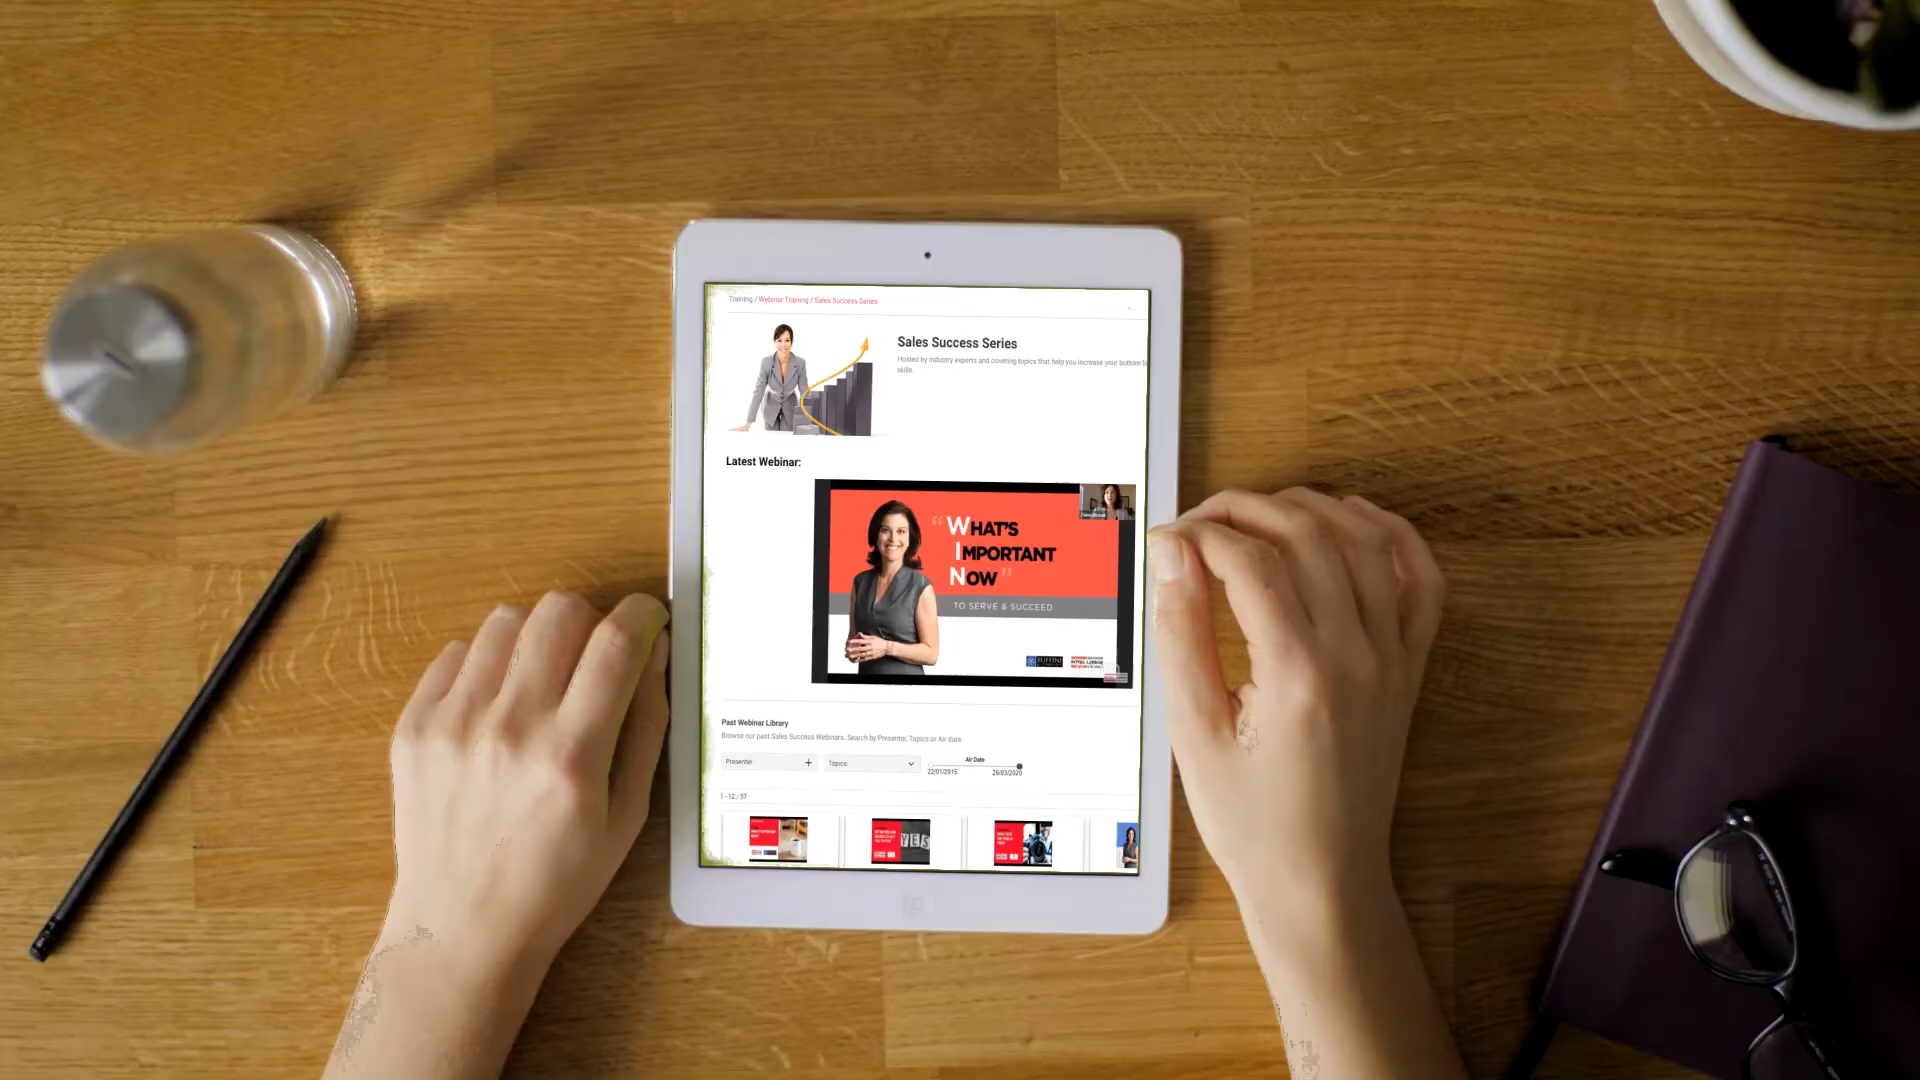 Training / Webinar Training / Sales Success Series
Sales Success Series
Hosted by industry experts and covering topics that help you increase your bottom
skills.
Latest Webinar:
“WHAT'S
IMPORTANT
NOW”
TO SERVE & SUCCEED
BUFFINI
ROYAL LEPAGE
Past Webinar Library
Browse our past Sales Success Webinars. Search by Presenter, Topics or Air date.
Presenter +
Topics
Air Date
22/01/2015 26/03/2020
1 - 12 / 57
YES